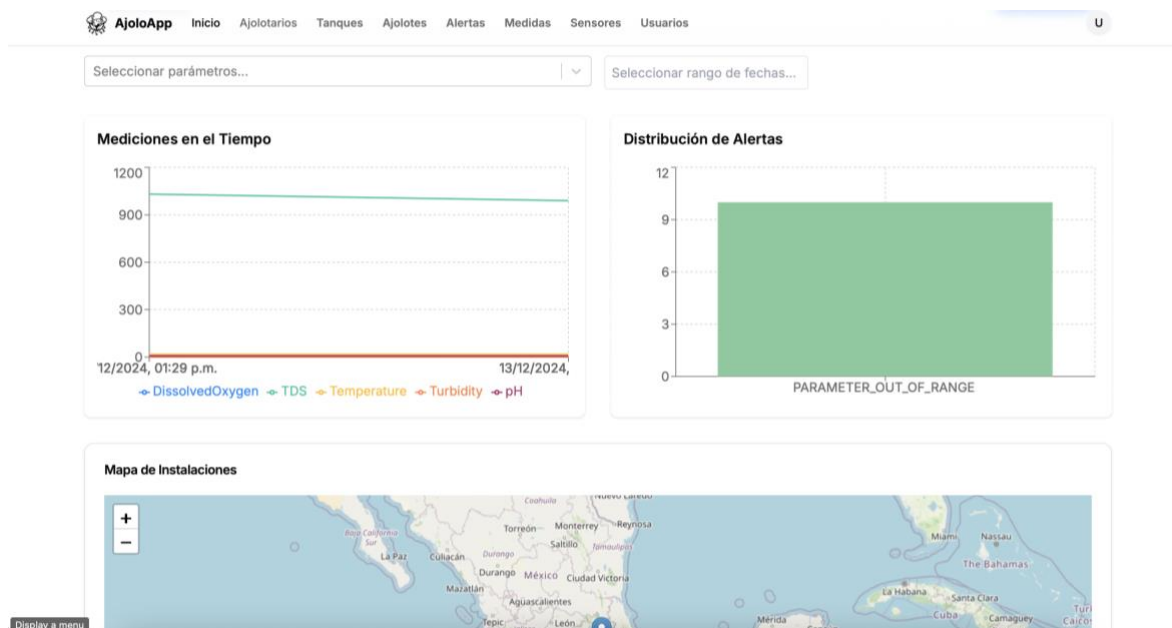 AjoloApp Inicio Ajolotarios Tanques Ajolotes Alertas Medidas Sensores Usuarios U
Seleccionar parámetros...
Seleccionar rango de fechas...
Mediciones en el Tiempo
1200
900
600
300
0
12/2024, 01:29 p.m. 13/12/2024,
DissolvedOxygen TDS Temperature Turbidity pH
Distribución de Alertas
12
9
6
3
0
PARAMETER_OUT_OF_RANGE
Mapa de Instalaciones
+
−
Coahuila
Nuevo Laredo
Baja California
Sur
La Paz
Culiacán
Torreón
Monterrey
Reynosa
Saltillo
Tamaulipas
Durango
Durango
México
Ciudad Victoria
Mazatlán
Aguascalientes
Tepic
León
Mérida
Miami
Nassau
The Bahamas
La Habana
Santa Clara
Cuba
Camagüey
Display a menu